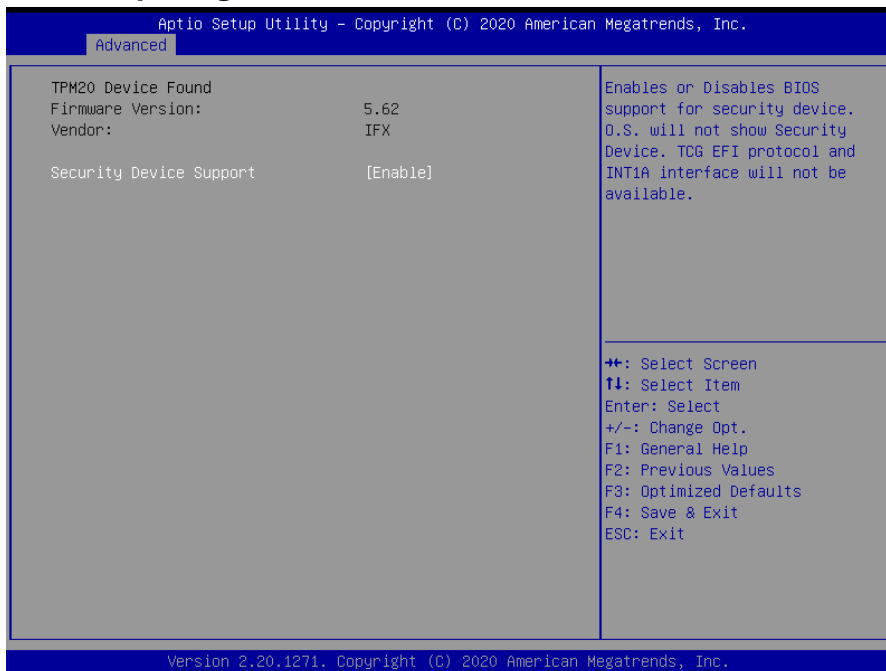 Aptio Setup Utility – Copyright (C) 2020 American Megatrends, Inc.
Advanced
TPM20 Device Found
Firmware Version: 5.62
Vendor: IFX
Security Device Support [Enable]
Enables or Disables BIOS
support for security device.
O.S. will not show Security
Device. TCG EFI protocol and
INT1A interface will not be
available.
→←: Select Screen
↑↓: Select Item
Enter: Select
+/-: Change Opt.
F1: General Help
F2: Previous Values
F3: Optimized Defaults
F4: Save & Exit
ESC: Exit
Version 2.20.1271. Copyright (C) 2020 American Megatrends, Inc.